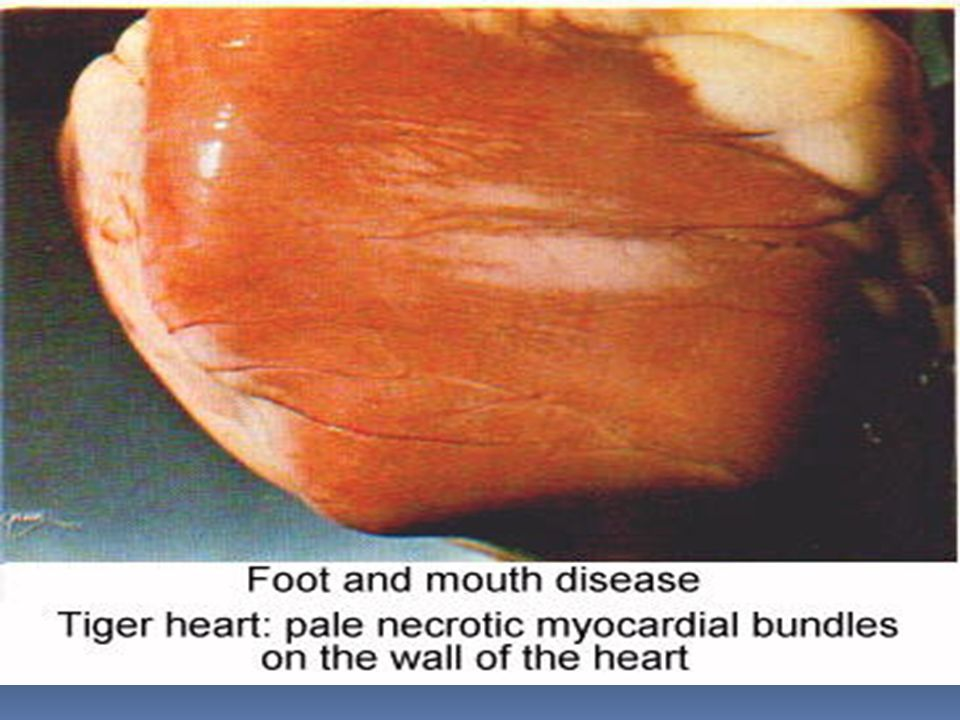 Foot and mouth disease
Tiger heart: pale necrotic myocardial bundles
on the wall of the heart